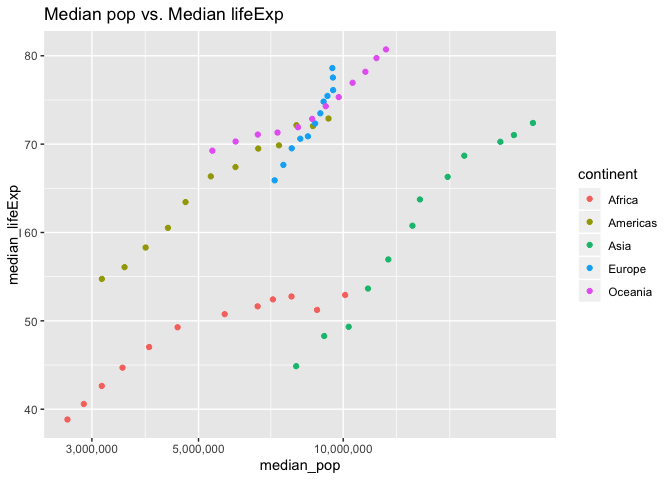 Median pop vs. Median lifeExp
80
70
60
50
40
median_lifeExp
3,000,000
5,000,000
10,000,000
median_pop
continent
Africa
Americas
Asia
Europe
Oceania